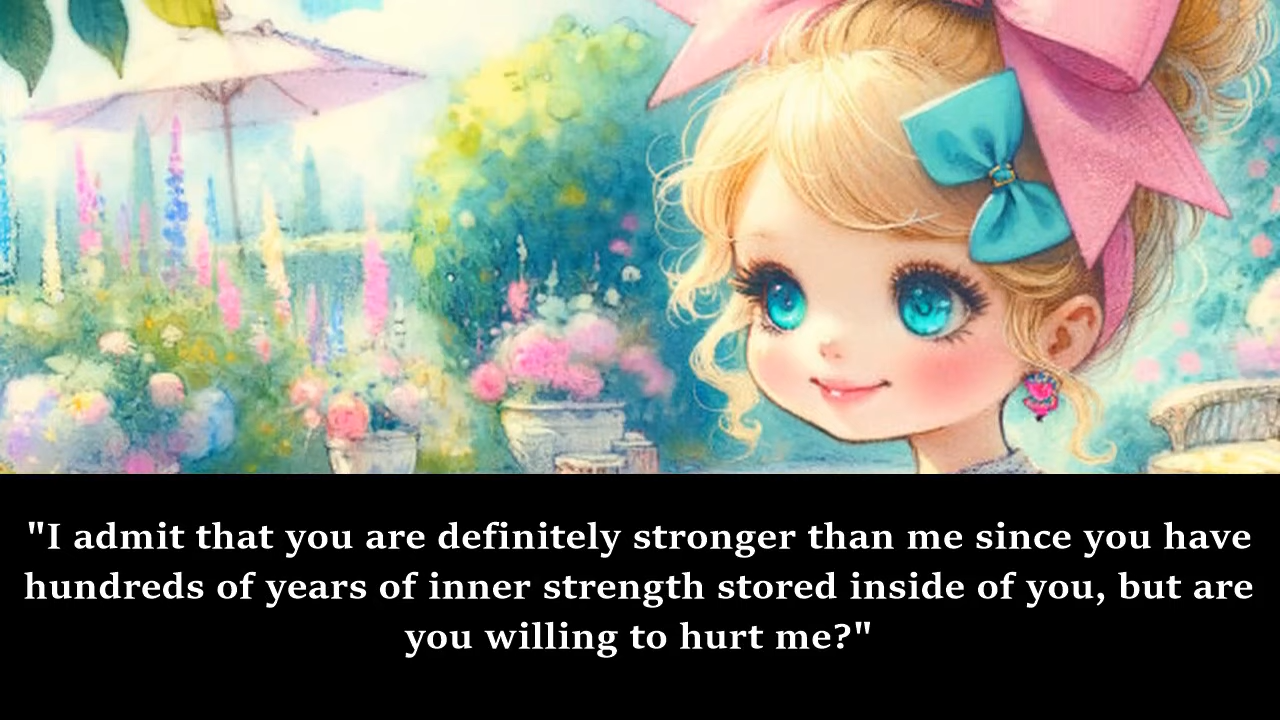 "I admit that you are definitely stronger than me since you have
hundreds of years of inner strength stored inside of you, but are
you willing to hurt me?"